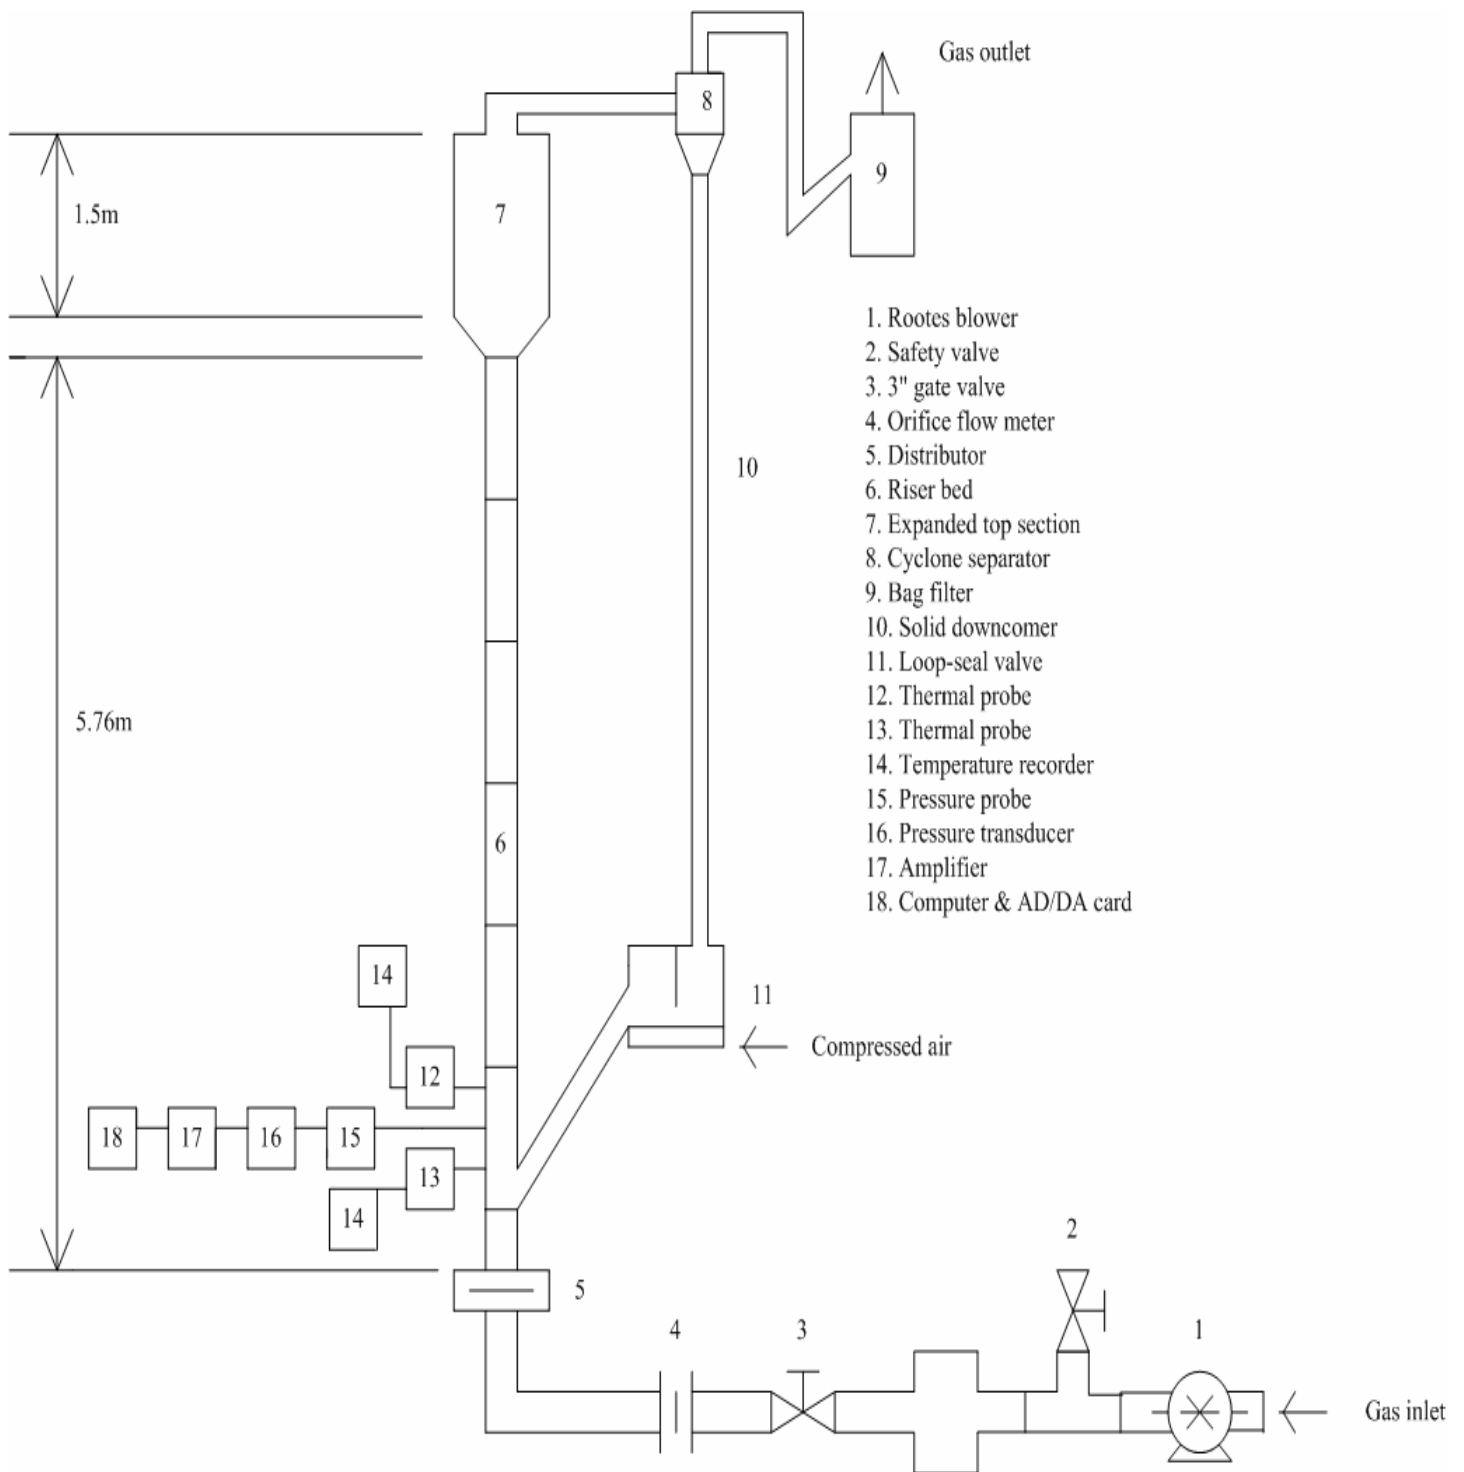 Gas outlet
8
9
1.5m
7
1. Rootes blower
2. Safety valve
3. 3" gate valve
4. Orifice flow meter
5. Distributor
6. Riser bed
7. Expanded top section
8. Cyclone separator
9. Bag filter
10. Solid downcomer
11. Loop-seal valve
12. Thermal probe
13. Thermal probe
14. Temperature recorder
15. Pressure probe
16. Pressure transducer
17. Amplifier
18. Computer & AD/DA card
10
5.76m
6
14
11
Compressed air
12
18
17
16
15
13
14
2
5
4
3
1
Gas inlet